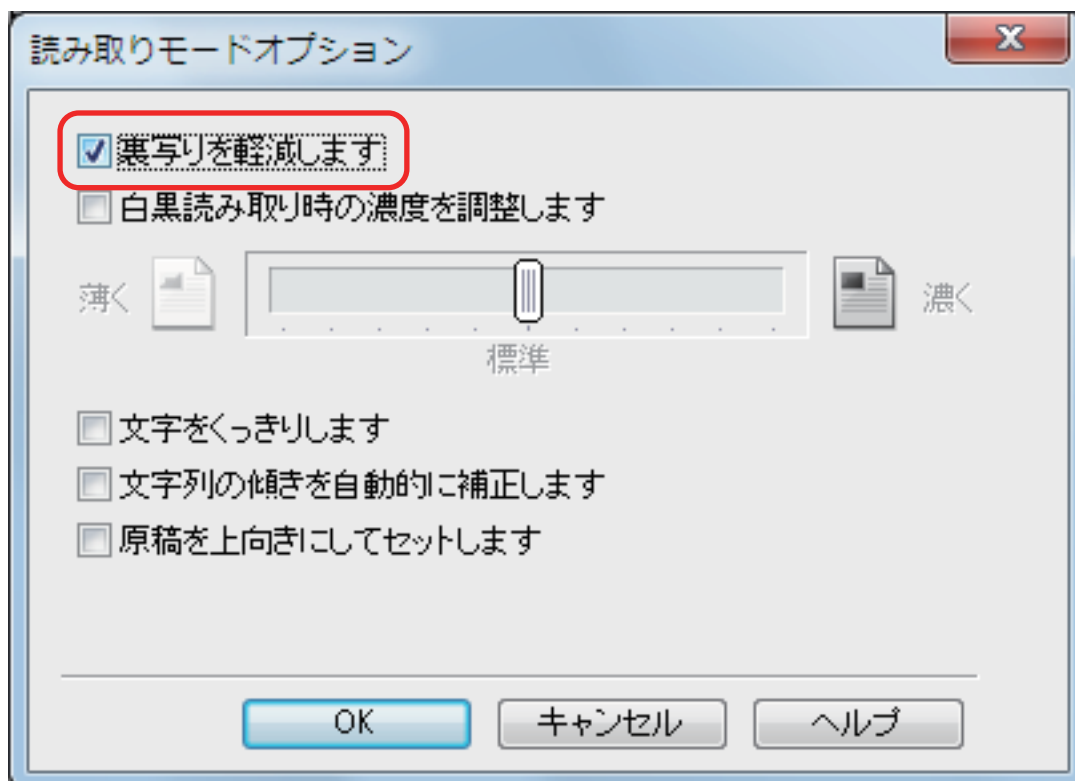 読み取りモードオプション
裏写りを軽減します
白黒読み取り時の濃度を調整します
薄く
濃く
標準
文字をくっきりします
文字列の傾きを自動的に補正します
原稿を上向きにしてセットします
OK
キャンセル
ヘルプ